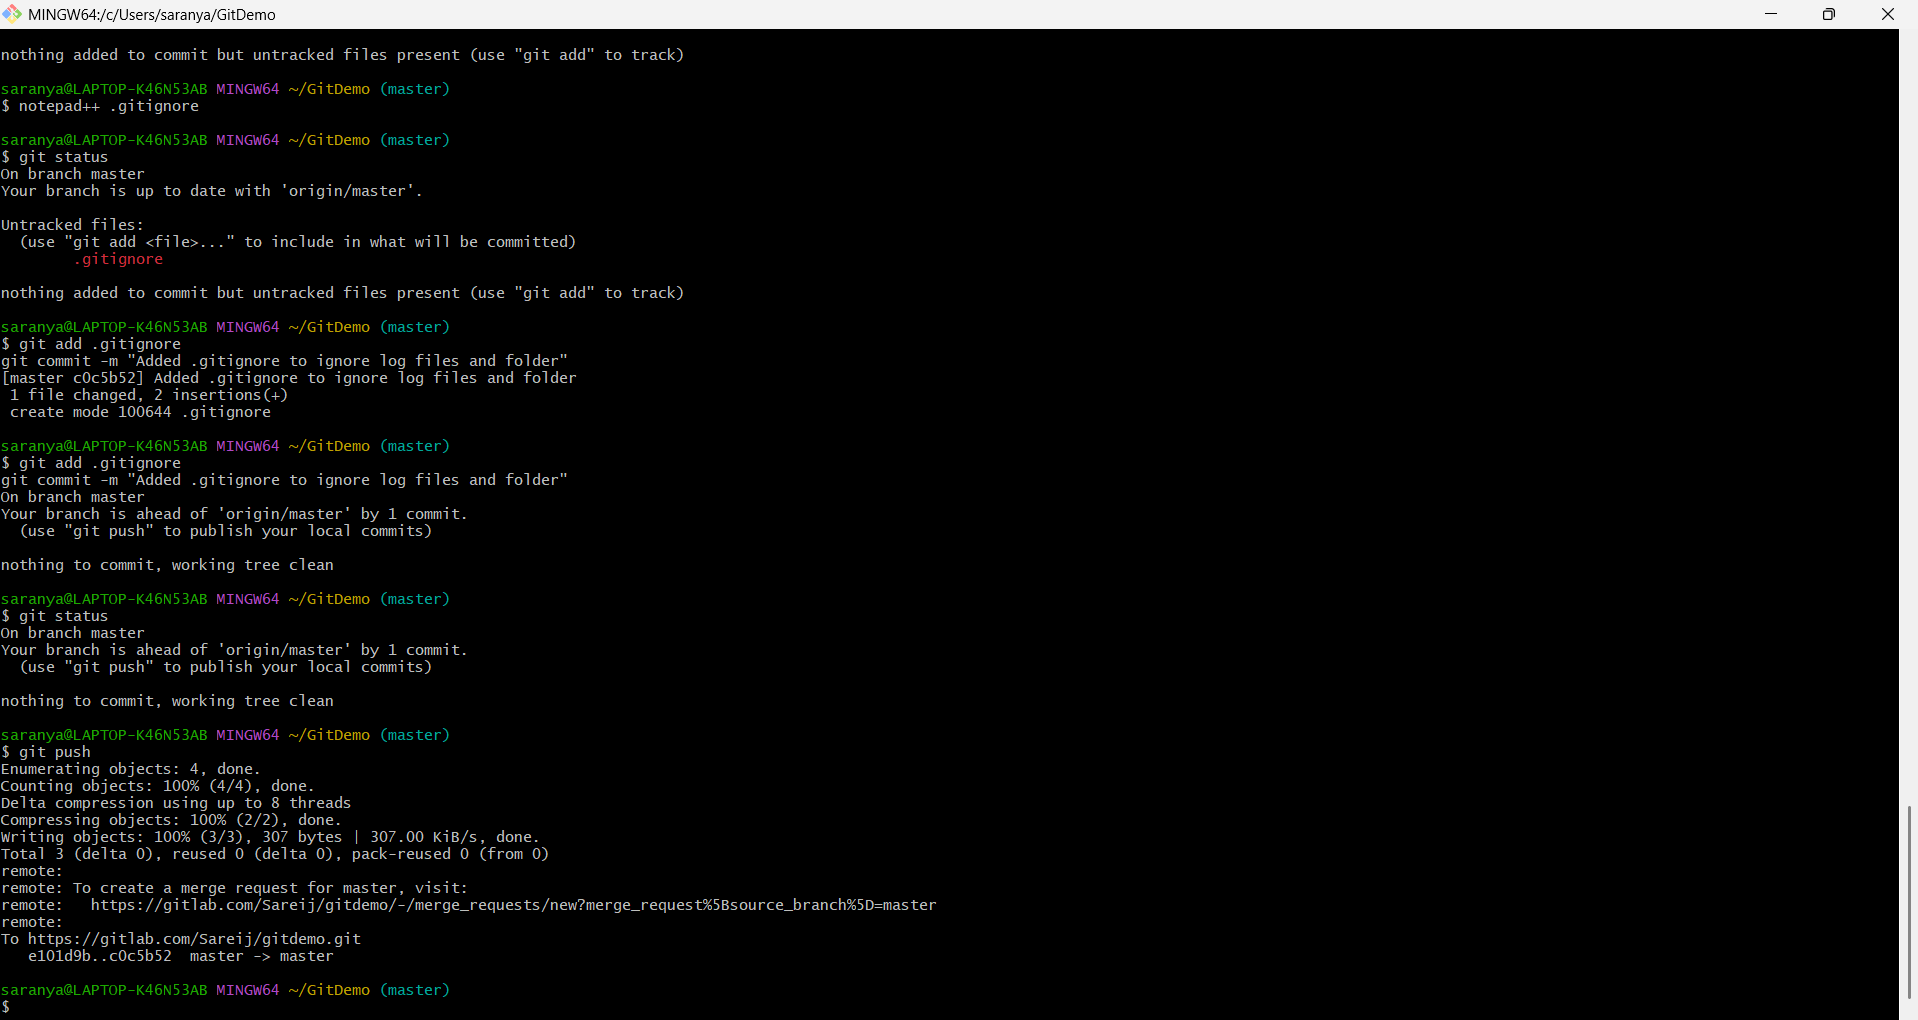 MINGW64:/c/Users/saranya/GitDemo
nothing added to commit but untracked files present (use "git add" to track)
saranya@LAPTOP-K46N53AB MINGW64 ~/GitDemo (master)
$ notepad++ .gitignore
saranya@LAPTOP-K46N53AB MINGW64 ~/GitDemo (master)
$ git status
On branch master
Your branch is up to date with 'origin/master'.
Untracked files:
  (use "git add <file>..." to include in what will be committed)
        .gitignore
nothing added to commit but untracked files present (use "git add" to track)
saranya@LAPTOP-K46N53AB MINGW64 ~/GitDemo (master)
$ git add .gitignore
git commit -m "Added .gitignore to ignore log files and folder"
[master c0c5b52] Added .gitignore to ignore log files and folder
 1 file changed, 2 insertions(+)
 create mode 100644 .gitignore
saranya@LAPTOP-K46N53AB MINGW64 ~/GitDemo (master)
$ git add .gitignore
git commit -m "Added .gitignore to ignore log files and folder"
On branch master
Your branch is ahead of 'origin/master' by 1 commit.
  (use "git push" to publish your local commits)
nothing to commit, working tree clean
saranya@LAPTOP-K46N53AB MINGW64 ~/GitDemo (master)
$ git status
On branch master
Your branch is ahead of 'origin/master' by 1 commit.
  (use "git push" to publish your local commits)
nothing to commit, working tree clean
saranya@LAPTOP-K46N53AB MINGW64 ~/GitDemo (master)
$ git push
Enumerating objects: 4, done.
Counting objects: 100% (4/4), done.
Delta compression using up to 8 threads
Compressing objects: 100% (2/2), done.
Writing objects: 100% (3/3), 307 bytes | 307.00 KiB/s, done.
Total 3 (delta 0), reused 0 (delta 0), pack-reused 0 (from 0)
remote:
remote: To create a merge request for master, visit:
remote:   https://gitlab.com/Sareij/gitdemo/-/merge_requests/new?merge_request%5Bsource_branch%5D=master
remote:
To https://gitlab.com/Sareij/gitdemo.git
   e101d9b..c0c5b52  master -> master
saranya@LAPTOP-K46N53AB MINGW64 ~/GitDemo (master)
$